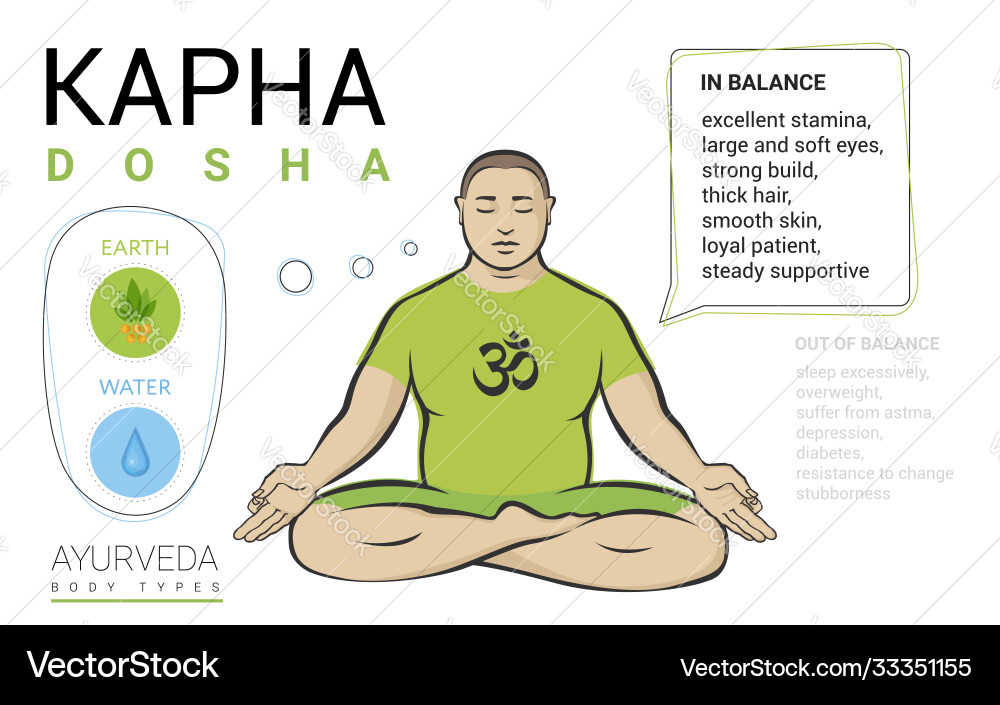 KAPHA
DOSHA
EARTH
WATER
AYURVEDA
BODY TYPES
ॐ
IN BALANCE
excellent stamina,
large and soft eyes,
strong build,
thick hair,
smooth skin,
loyal patient,
steady supportive
OUT OF BALANCE
sleep excessively,
overweight,
suffer from astma,
depression,
diabetes,
resistance to change
stubborness
VectorStock
VectorStock.com/33351155